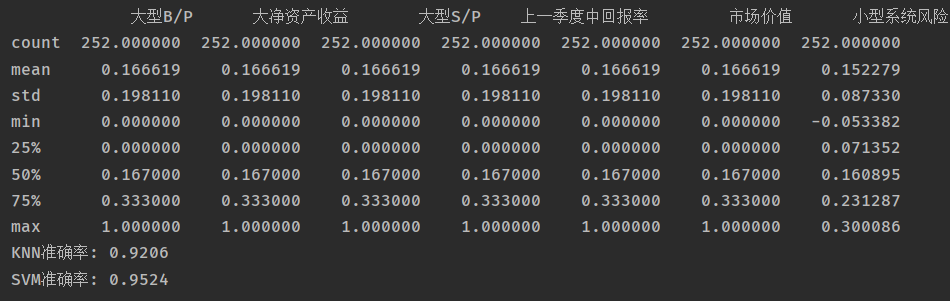 大型B/P 大净资产收益 大型S/P 上一季度中回报率 市场价值 小型系统风险
count 252.000000 252.000000 252.000000 252.000000 252.000000 252.000000 252.000000
mean 0.166619 0.166619 0.166619 0.166619 0.166619 0.166619 0.152279
std 0.198110 0.198110 0.198110 0.198110 0.198110 0.198110 0.087330
min 0.000000 0.000000 0.000000 0.000000 0.000000 0.000000 -0.053382
25% 0.000000 0.000000 0.000000 0.000000 0.000000 0.000000 0.071352
50% 0.167000 0.167000 0.167000 0.167000 0.167000 0.167000 0.160895
75% 0.333000 0.333000 0.333000 0.333000 0.333000 0.333000 0.231287
max 1.000000 1.000000 1.000000 1.000000 1.000000 1.000000 0.300086
KNN准确率: 0.9206
SVM准确率: 0.9524